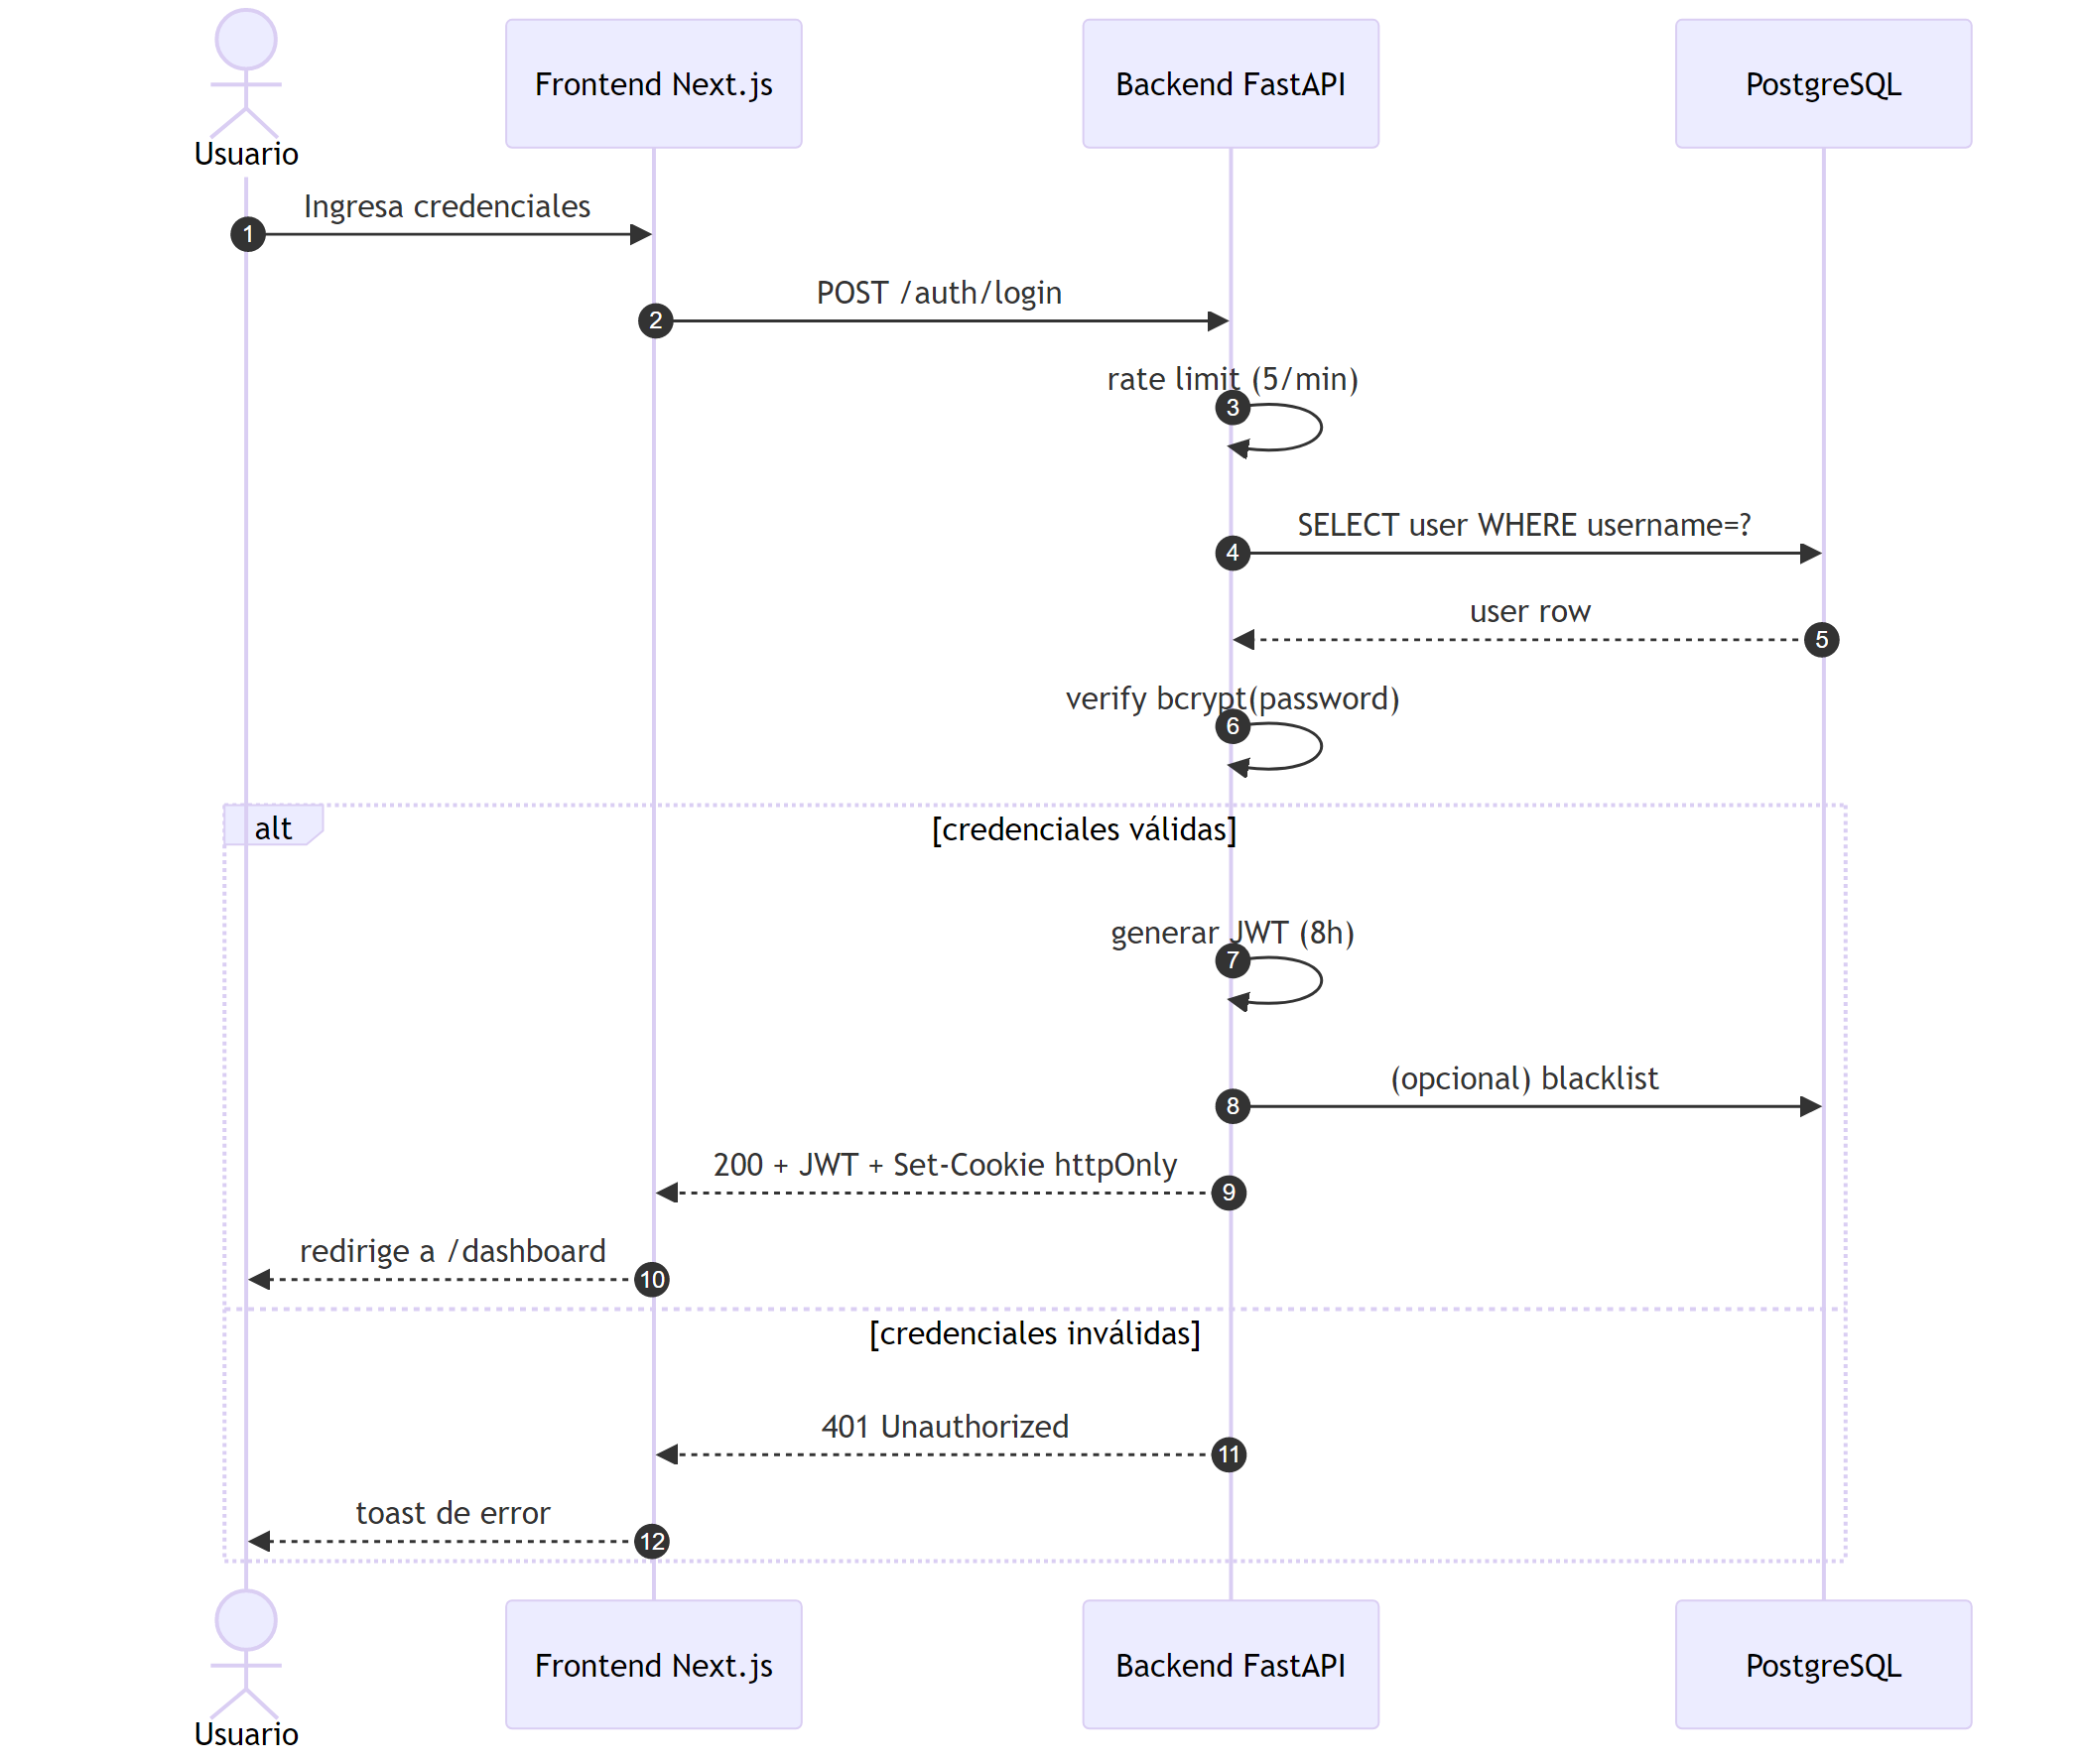 Usuario
Frontend Next.js
Backend FastAPI
PostgreSQL
Ingresa credenciales
1
POST /auth/login
2
rate limit (5/min)
3
SELECT user WHERE username=?
4
user row
5
verify bcrypt(password)
6
alt
[credenciales válidas]
generar JWT (8h)
7
(opcional) blacklist
8
200 + JWT + Set-Cookie httpOnly
9
redirige a /dashboard
10
[credenciales inválidas]
401 Unauthorized
11
toast de error
12
Usuario
Frontend Next.js
Backend FastAPI
PostgreSQL